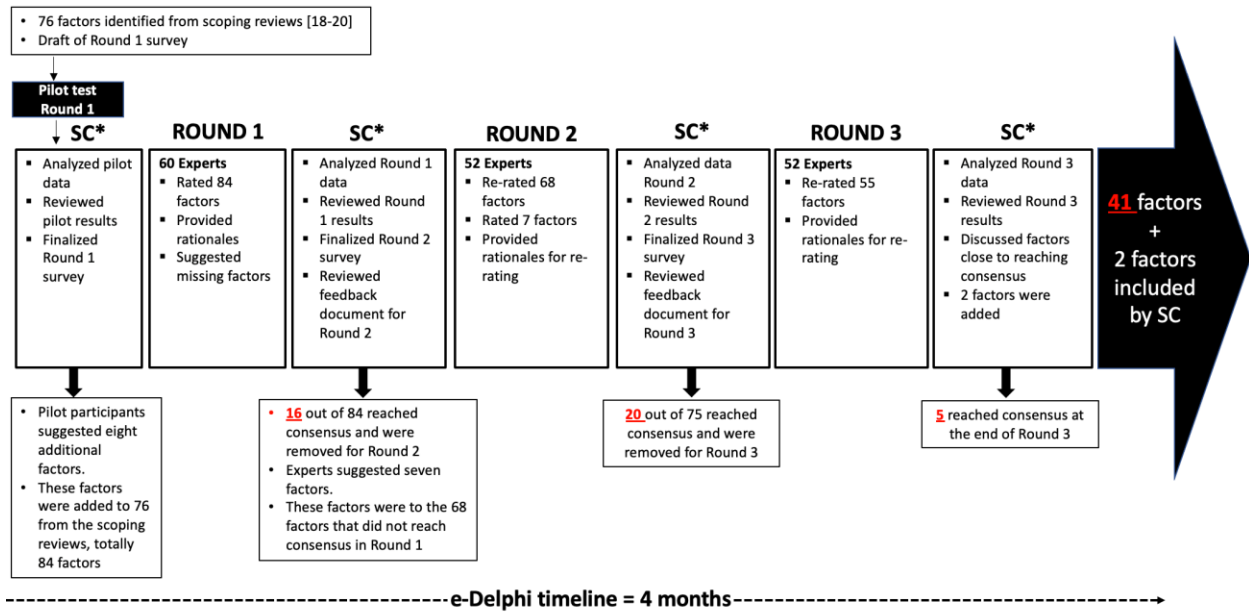 ▪ 76 factors identified from scoping reviews [18-20]
▪ Draft of Round 1 survey
Pilot test
Round 1
SC*
▪ Analyzed pilot
data
▪ Reviewed
pilot results
▪ Finalized
Round 1
survey
• Pilot participants
suggested eight
additional
factors.
• These factors
were added to 76
from the scoping
reviews, totally
84 factors
ROUND 1
60 Experts
▪ Rated 84
factors
▪ Provided
rationales
▪ Suggested
missing factors
SC*
▪ Analyzed Round 1
data
▪ Reviewed Round
1 results
▪ Finalized Round 2
survey
▪ Reviewed
feedback
document for
Round 2
• 16 out of 84 reached
consensus and were
removed for Round 2
• Experts suggested seven
factors.
• These factors were to the 68
factors that did not reach
consensus in Round 1
ROUND 2
52 Experts
▪ Re-rated 68
factors
▪ Rated 7 factors
▪ Provided
rationales for re-
rating
SC*
▪ Analyzed data
Round 2
▪ Reviewed Round
2 results
▪ Finalized Round 3
survey
▪ Reviewed
feedback
document for
Round 3
20 out of 75 reached
consensus and were
removed for Round 3
ROUND 3
52 Experts
▪ Re-rated 55
factors
▪ Provided
rationales for re-
rating
SC*
▪ Analyzed Round 3
data
▪ Reviewed Round 3
results
▪ Discussed factors
close to reaching
consensus
▪ 2 factors were
added
5 reached consensus at
the end of Round 3
41 factors
+
2 factors
included
by SC
e-Delphi timeline = 4 months